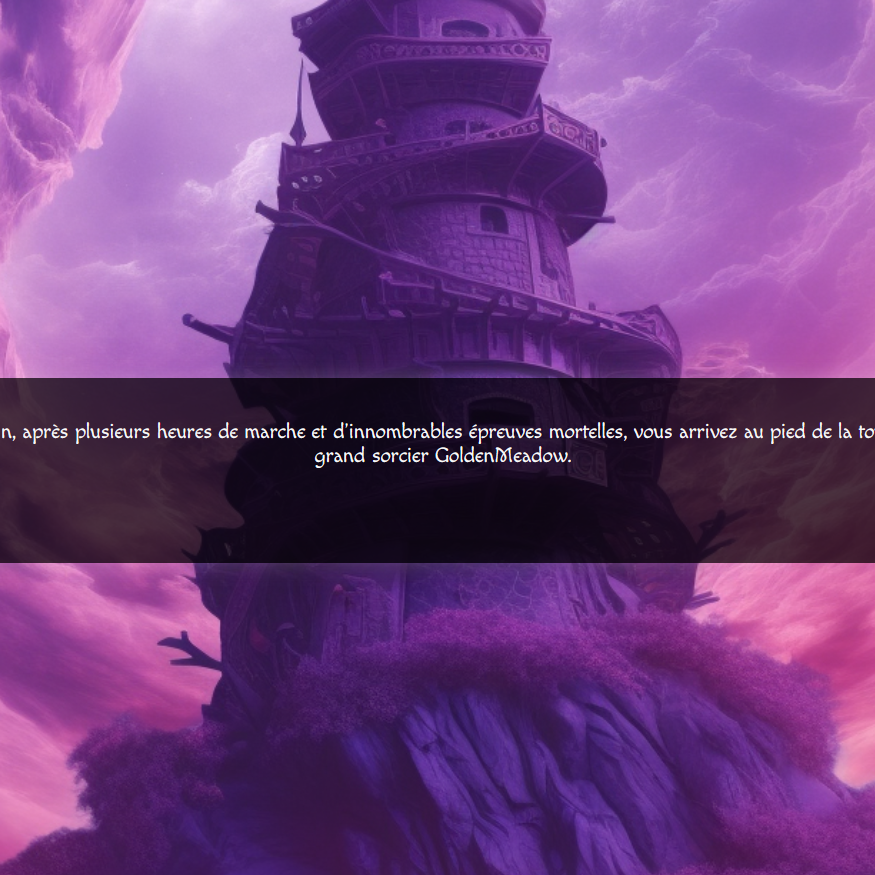 n, après plusieurs heures de marche et d'innombrables épreuves mortelles, vous arrivez au pied de la to
grand sorcier GoldenMeadow.